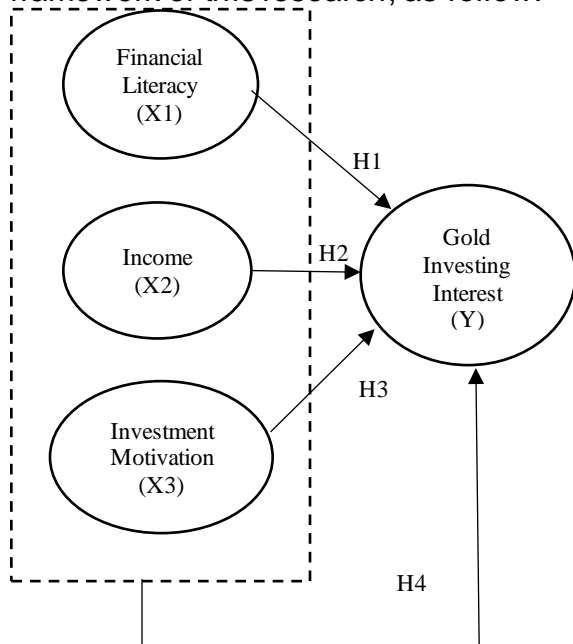 framework of this research, as follow:
Financial
Literacy
(X1)
H1
Income
(X2)
H2
Gold
Investing
Interest
(Y)
H3
Investment
Motivation
(X3)
H4